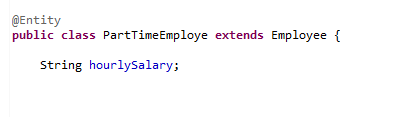 @Entity
public class PartTimeEmploye extends Employee {
String hourlySalary;